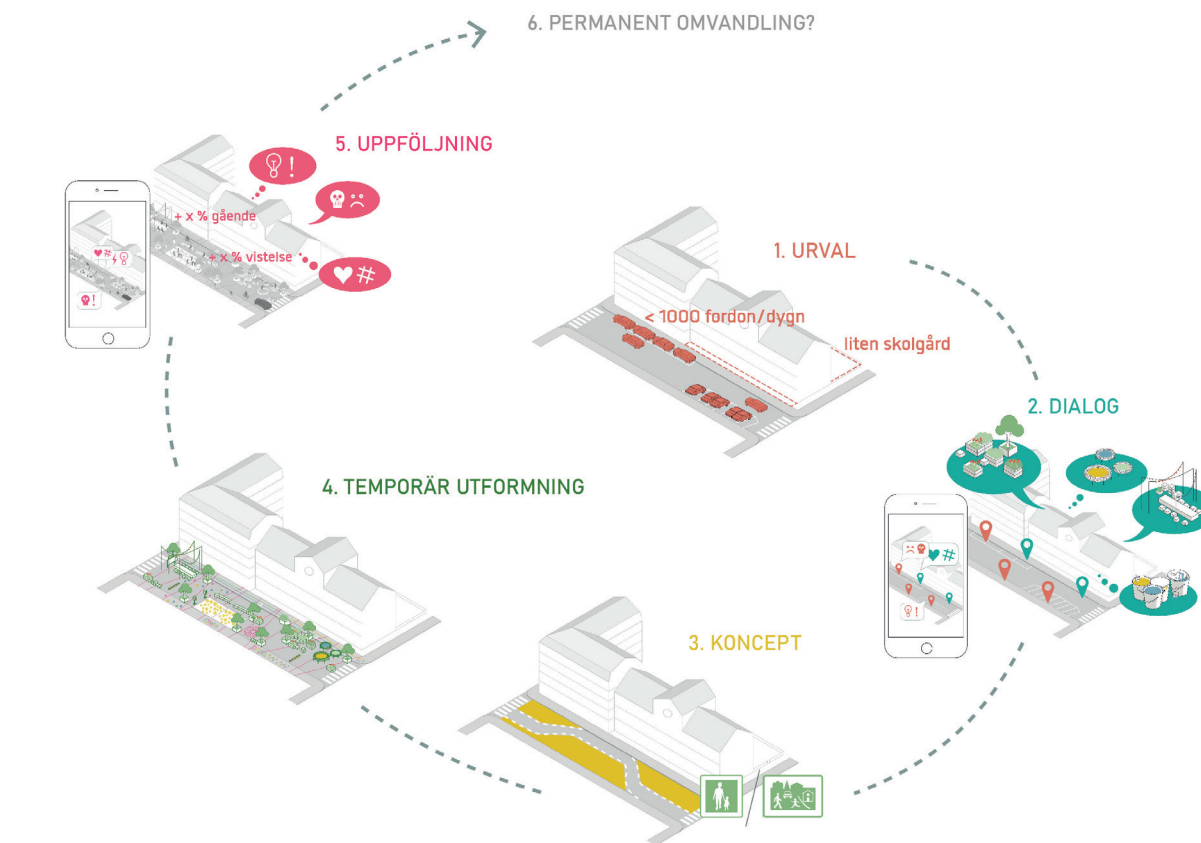 6. PERMANENT OMVANDLING?
5. UPPFÖLJNING
+ x % gående
+ x % vistelse
1. URVAL
< 1000 fordon/dygn
liten skolgård
2. DIALOG
4. TEMPORÄR UTFORMNING
3. KONCEPT